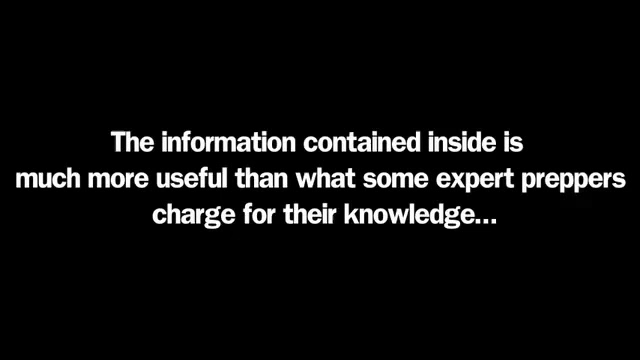 The information contained inside is
much more useful than what some expert preppers
charge for their knowledge...